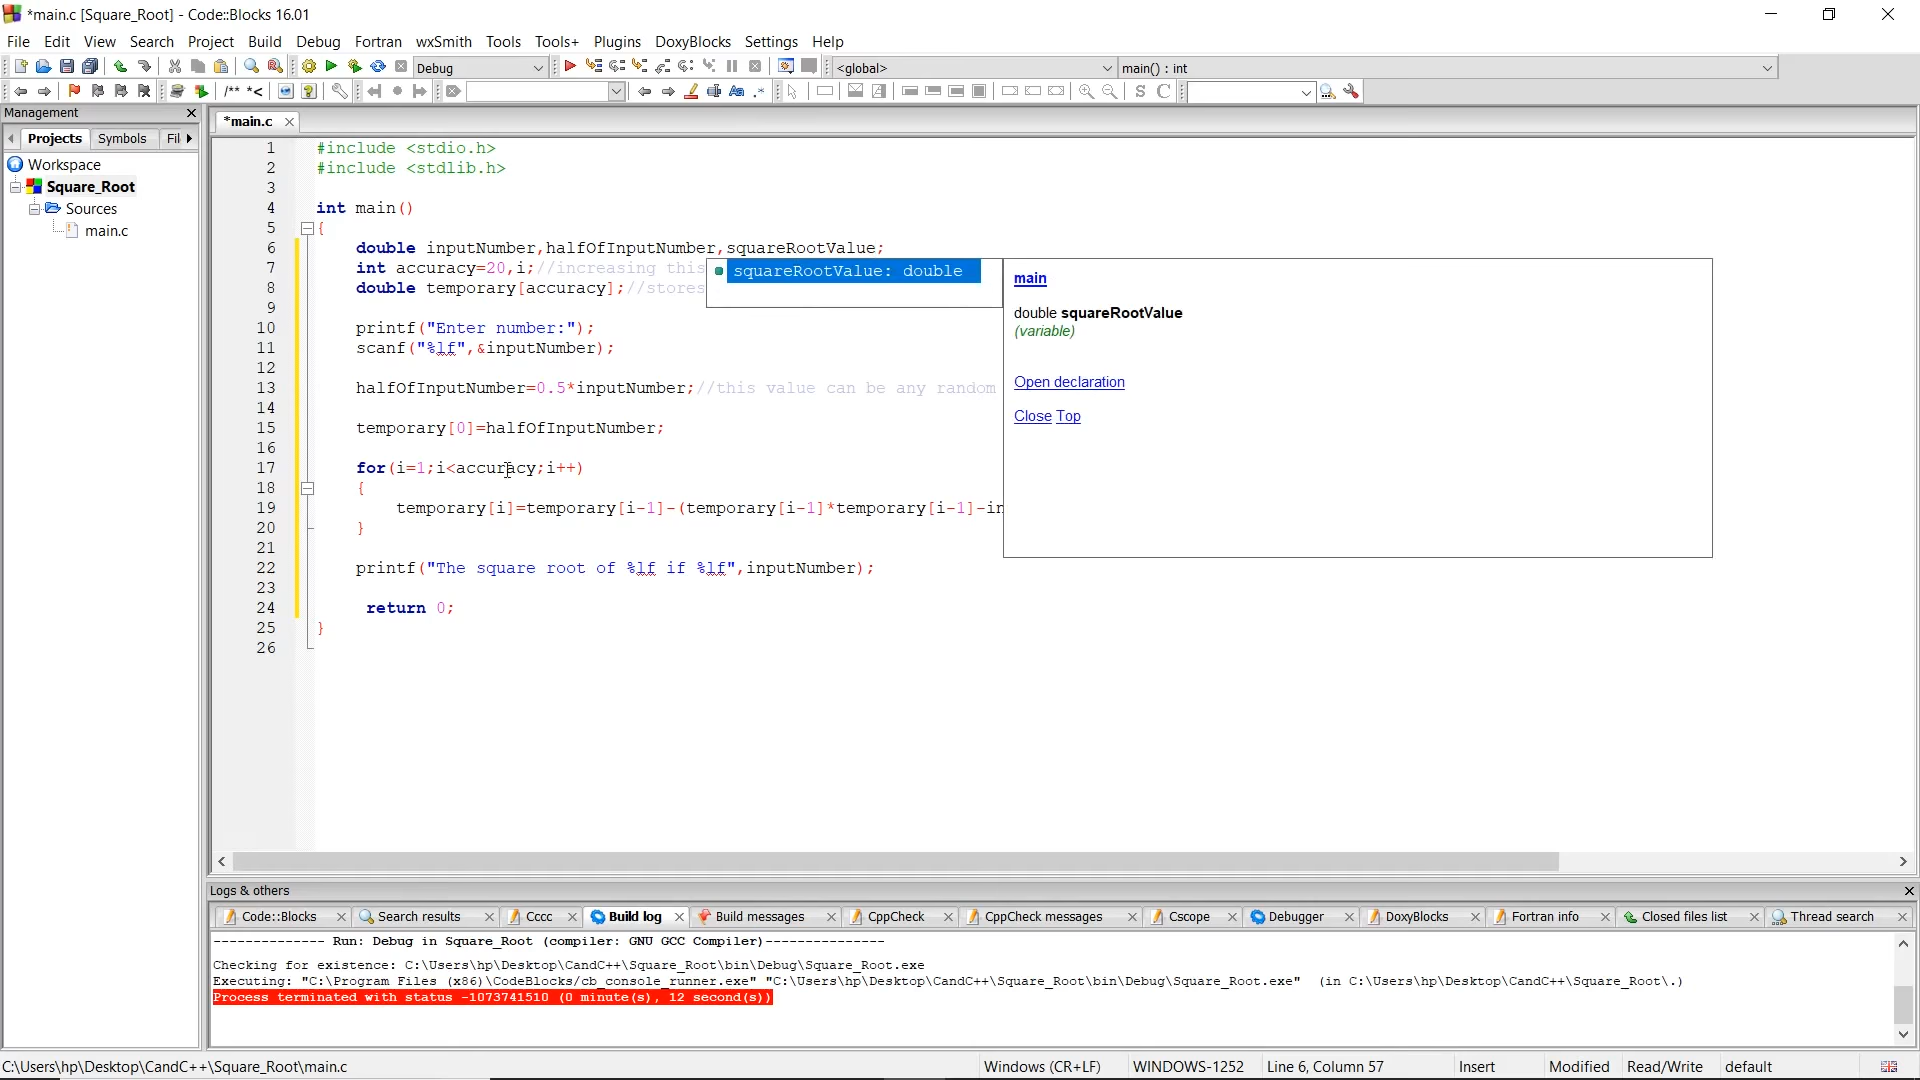 *main.c [Square_Root] - Code::Blocks 16.01
File Edit View Search Project Build Debug Fortran wxSmith Tools Tools+ Plugins DoxyBlocks Settings Help
Debug <global> main() : int
/** *<
Aa .* S C
Management
*main.c
Projects Symbols Fil
Workspace
Square_Root
Sources
main.c
1 #include <stdio.h>
2 #include <stdlib.h>
3
4 int main()
5 {
6 double inputNumber,halfOfInputNumber,squareRootValue;
7 int accuracy=20,i;//increasing this
8 double temporary[accuracy];//stores
9
10 printf("Enter number:");
11 scanf("%lf",&inputNumber);
12
13 halfOfInputNumber=0.5*inputNumber;//this value can be any random
14
15 temporary[0]=halfOfInputNumber;
16
17 for(i=1;i<accuracy;i++)
18 {
19 temporary[i]=temporary[i-1]-(temporary[i-1]*temporary[i-1]-in
20 }
21
22 printf("The square root of %lf if %lf",inputNumber);
23
24 return 0;
25 }
26
squareRootValue: double
main
double squareRootValue
(variable)
Open declaration
Close Top
Logs & others
Code::Blocks Search results Cccc Build log Build messages CppCheck CppCheck messages Cscope Debugger DoxyBlocks Fortran info Closed files list Thread search
-------------- Run: Debug in Square_Root (compiler: GNU GCC Compiler)---------------
Checking for existence: C:\Users\hp\Desktop\CandC++\Square_Root\bin\Debug\Square_Root.exe
Executing: "C:\Program Files (x86)\CodeBlocks/cb_console_runner.exe" "C:\Users\hp\Desktop\CandC++\Square_Root\bin\Debug\Square_Root.exe"  (in C:\Users\hp\Desktop\CandC++\Square_Root\.)
Process terminated with status -1073741510 (0 minute(s), 12 second(s))
C:\Users\hp\Desktop\CandC++\Square_Root\main.c Windows (CR+LF) WINDOWS-1252 Line 6, Column 57 Insert Modified Read/Write default